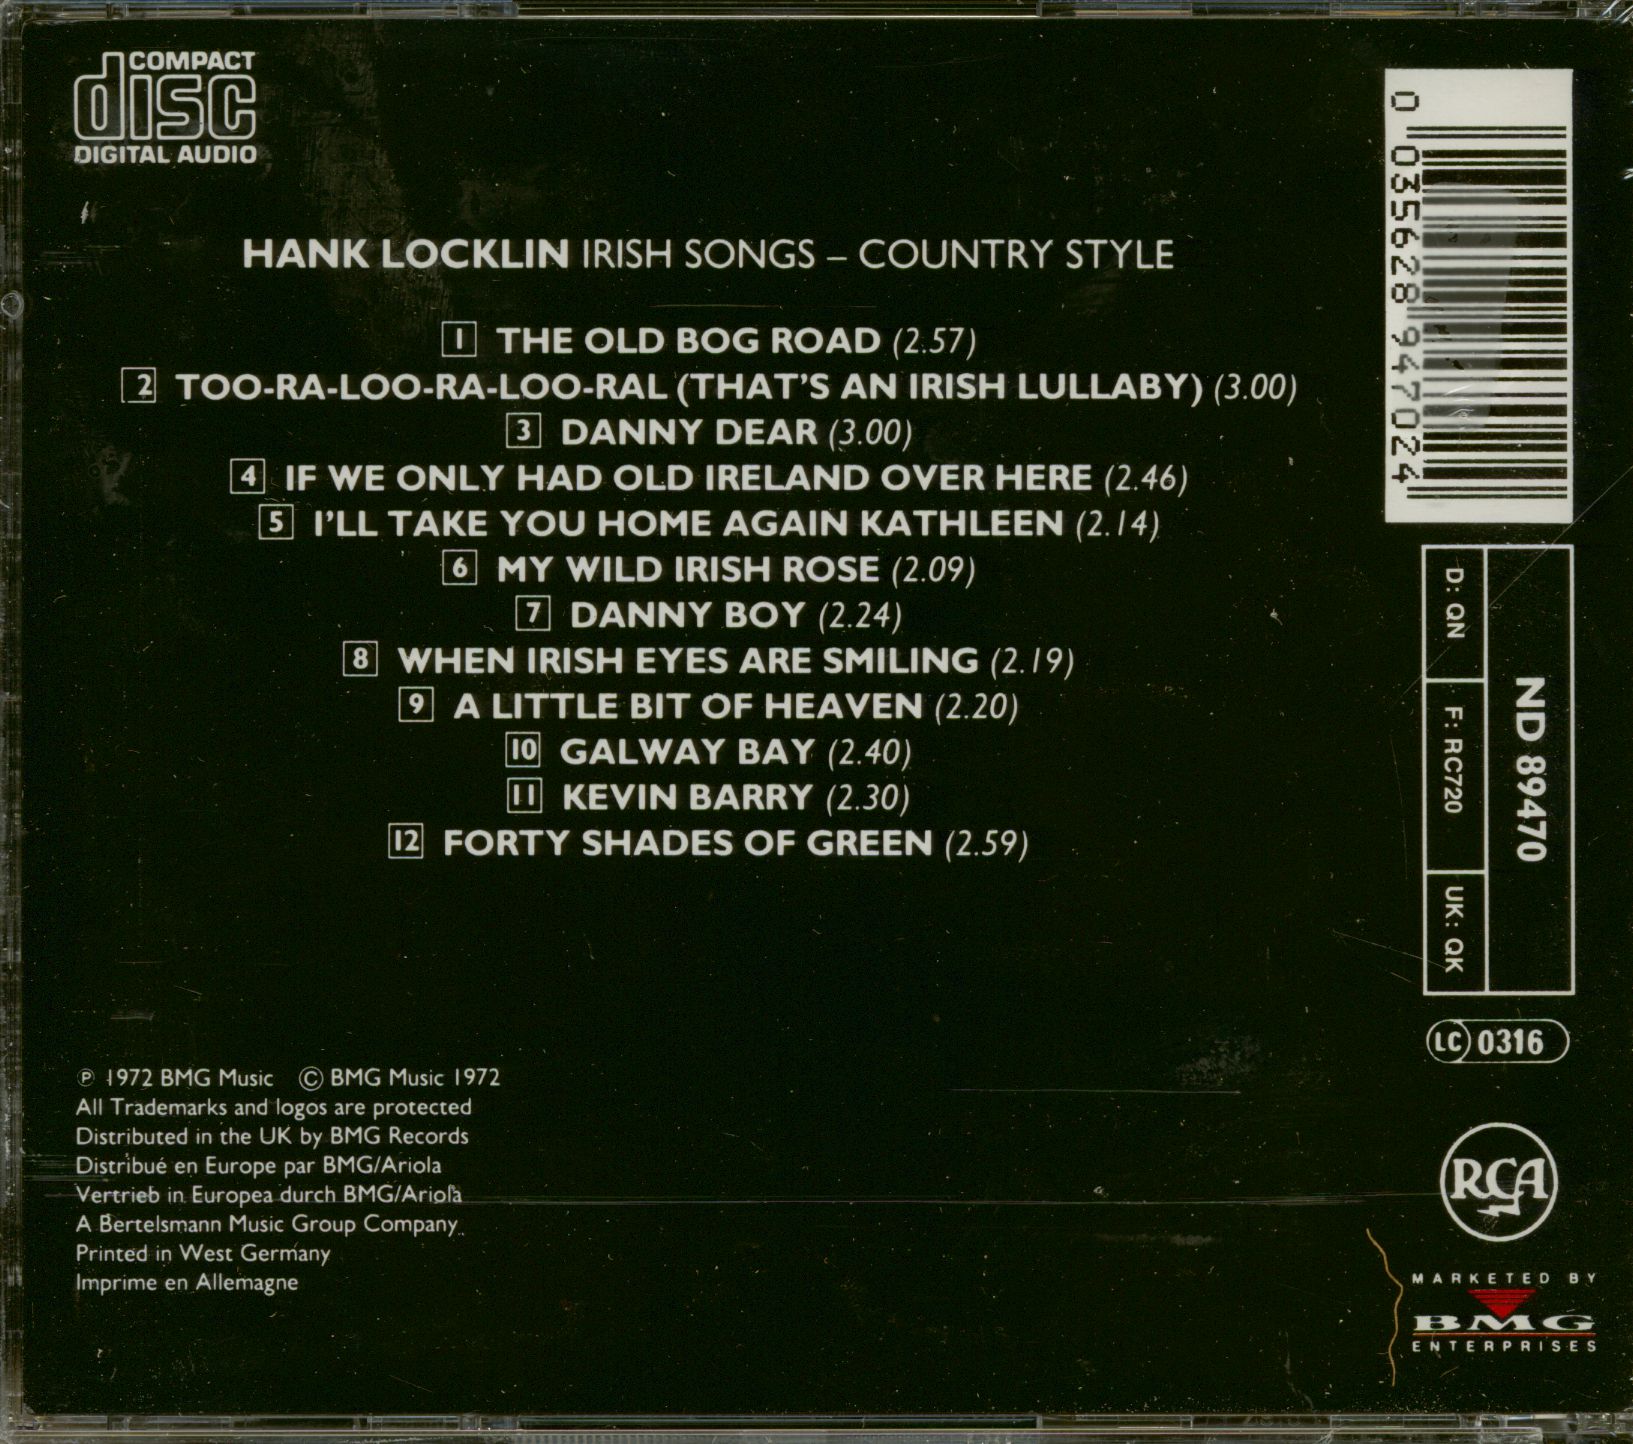 COMPACT
disc
DIGITAL AUDIO
HANK LOCKLIN IRISH SONGS – COUNTRY STYLE
1 THE OLD BOG ROAD (2.57)
2 TOO-RA-LOO-RA-LOO-RAL (THAT'S AN IRISH LULLABY) (3.00)
3 DANNY DEAR (3.00)
4 IF WE ONLY HAD OLD IRELAND OVER HERE (2.46)
5 I'LL TAKE YOU HOME AGAIN KATHLEEN (2.14)
6 MY WILD IRISH ROSE (2.09)
7 DANNY BOY (2.24)
8 WHEN IRISH EYES ARE SMILING (2.19)
9 A LITTLE BIT OF HEAVEN (2.20)
10 GALWAY BAY (2.40)
11 KEVIN BARRY (2.30)
12 FORTY SHADES OF GREEN (2.59)
℗ 1972 BMG Music © BMG Music 1972
All Trademarks and logos are protected
Distributed in the UK by BMG Records
Distribué en Europe par BMG/Ariola
Vertrieb in Europea durch BMG/Ariola
A Bertelsmann Music Group Company
Printed in West Germany
Imprime en Allemagne
0 035628 947024
ND 89470
D: QN
F: RC720
UK: QK
LC 0316
RCA
MARKETED BY
BMG
ENTERPRISES